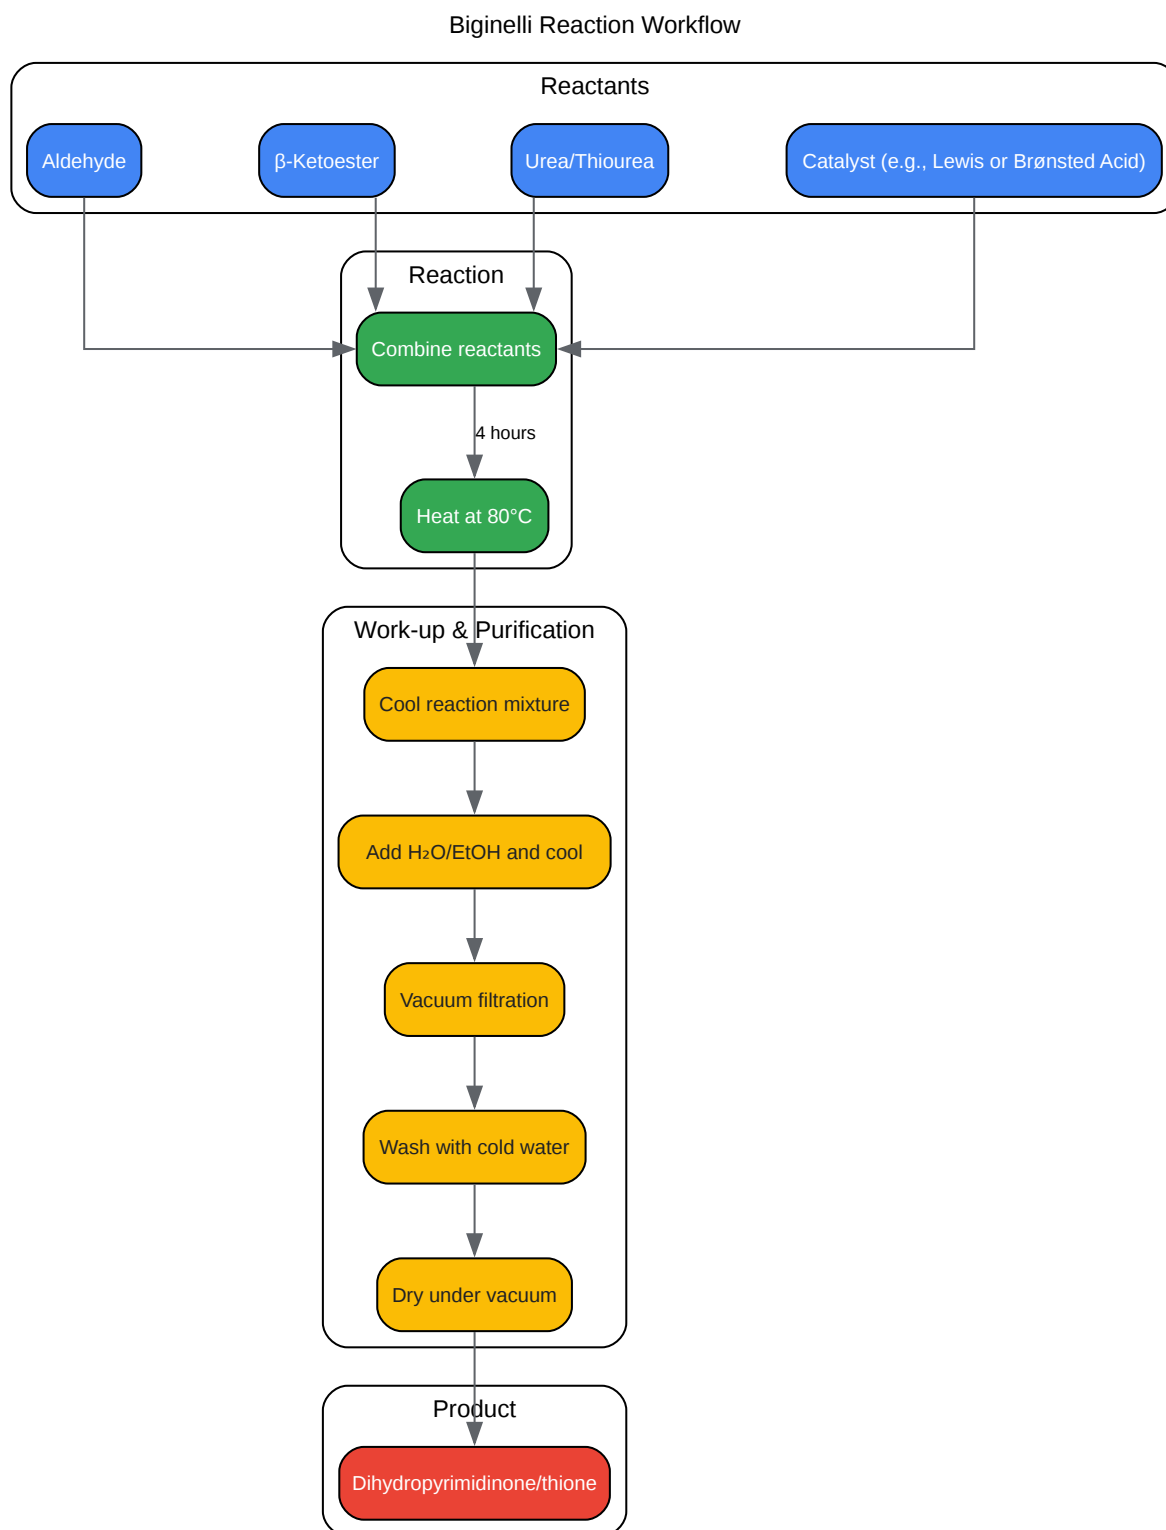 Biginelli Reaction Workflow
Reactants
Aldehyde
β-Ketoester
Urea/Thiourea
Catalyst (e.g., Lewis or Brønsted Acid)
Reaction
Combine reactants
4 hours
Heat at 80°C
Work-up & Purification
Cool reaction mixture
Add H₂O/EtOH and cool
Vacuum filtration
Wash with cold water
Dry under vacuum
Product
Dihydropyrimidinone/thione